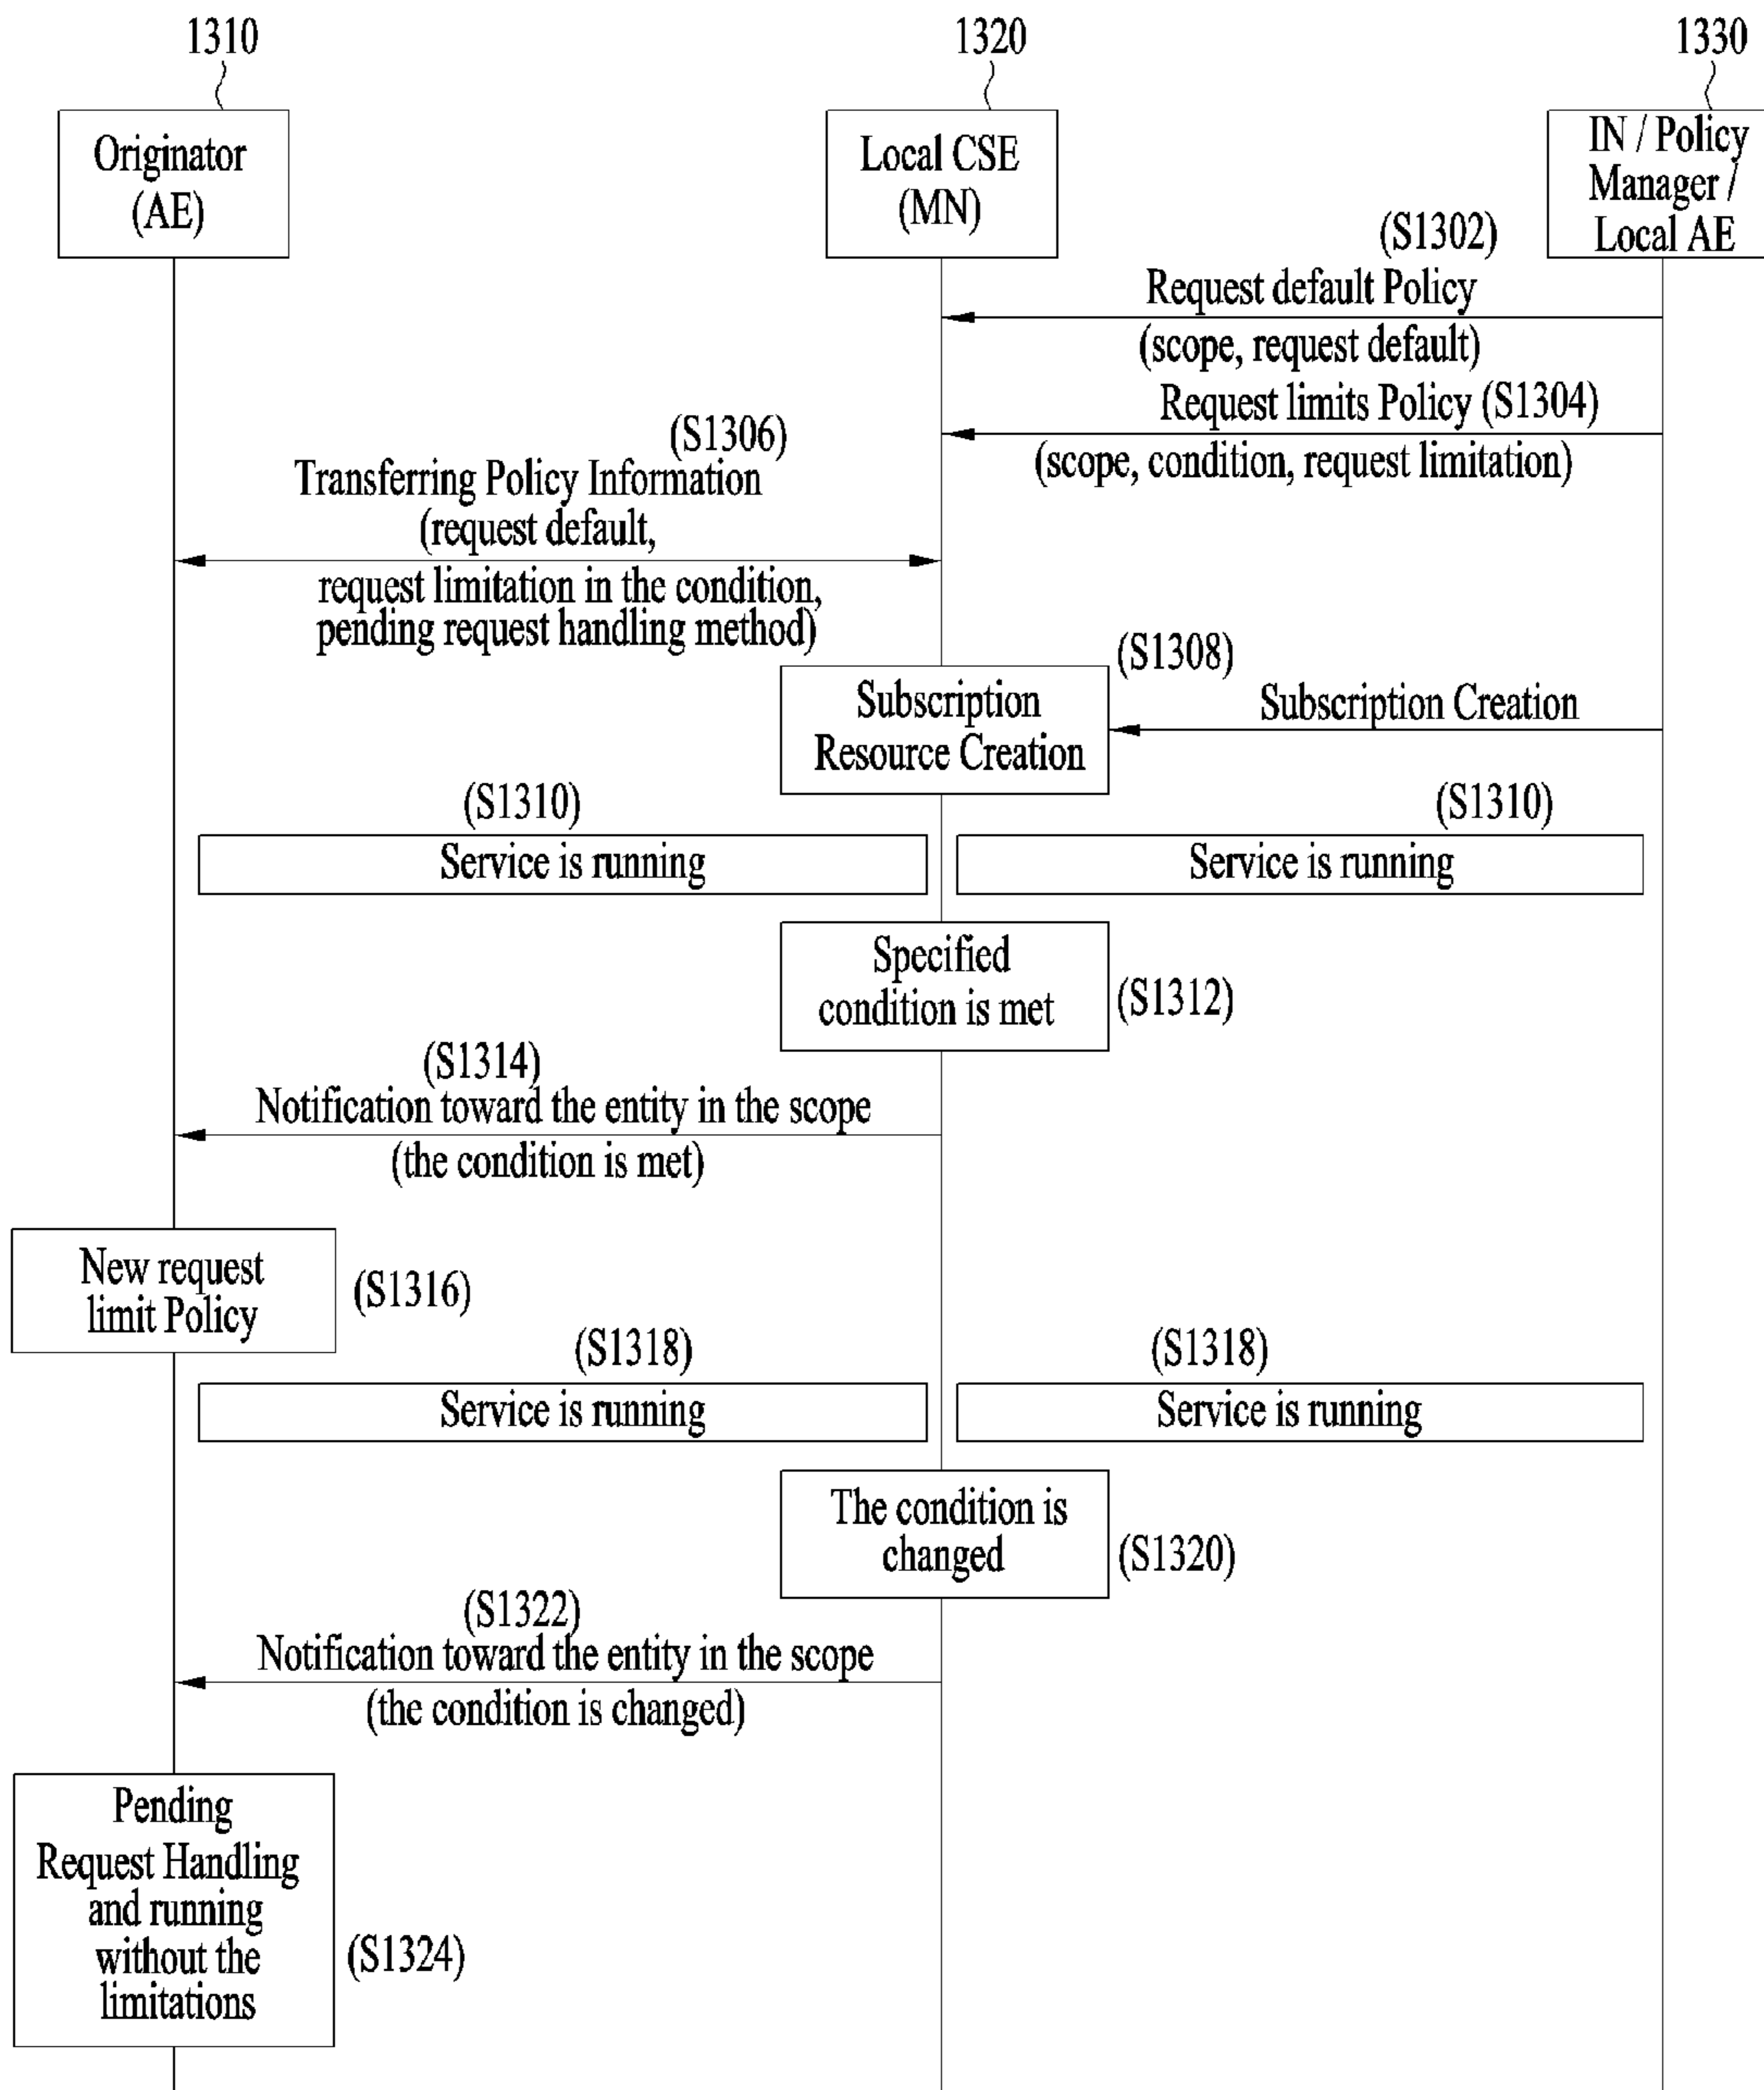 1310
1320
1330
Originator
(AE)
Local CSE
(MN)
IN / Policy
Manager /
Local AE
(S1302)
Request default Policy
(scope, request default)
Request limits Policy (S1304)
(scope, condition, request limitation)
(S1306)
Transferring Policy Information
(request default,
request limitation in the condition,
pending request handling method)
(S1308)
Subscription
Resource Creation
Subscription Creation
(S1310)
(S1310)
Service is running
Service is running
Specified
condition is met
(S1312)
(S1314)
Notification toward the entity in the scope
(the condition is met)
New request
limit Policy
(S1316)
(S1318)
(S1318)
Service is running
Service is running
The condition is
changed
(S1320)
(S1322)
Notification toward the entity in the scope
(the condition is changed)
Pending
Request Handling
and running
without the
limitations
(S1324)